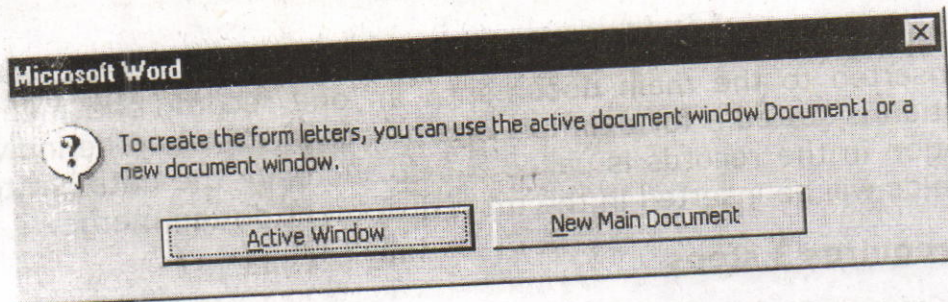 Microsoft Word
To create the form letters, you can use the active document window Document1 or a
new document window.
Active Window
New Main Document